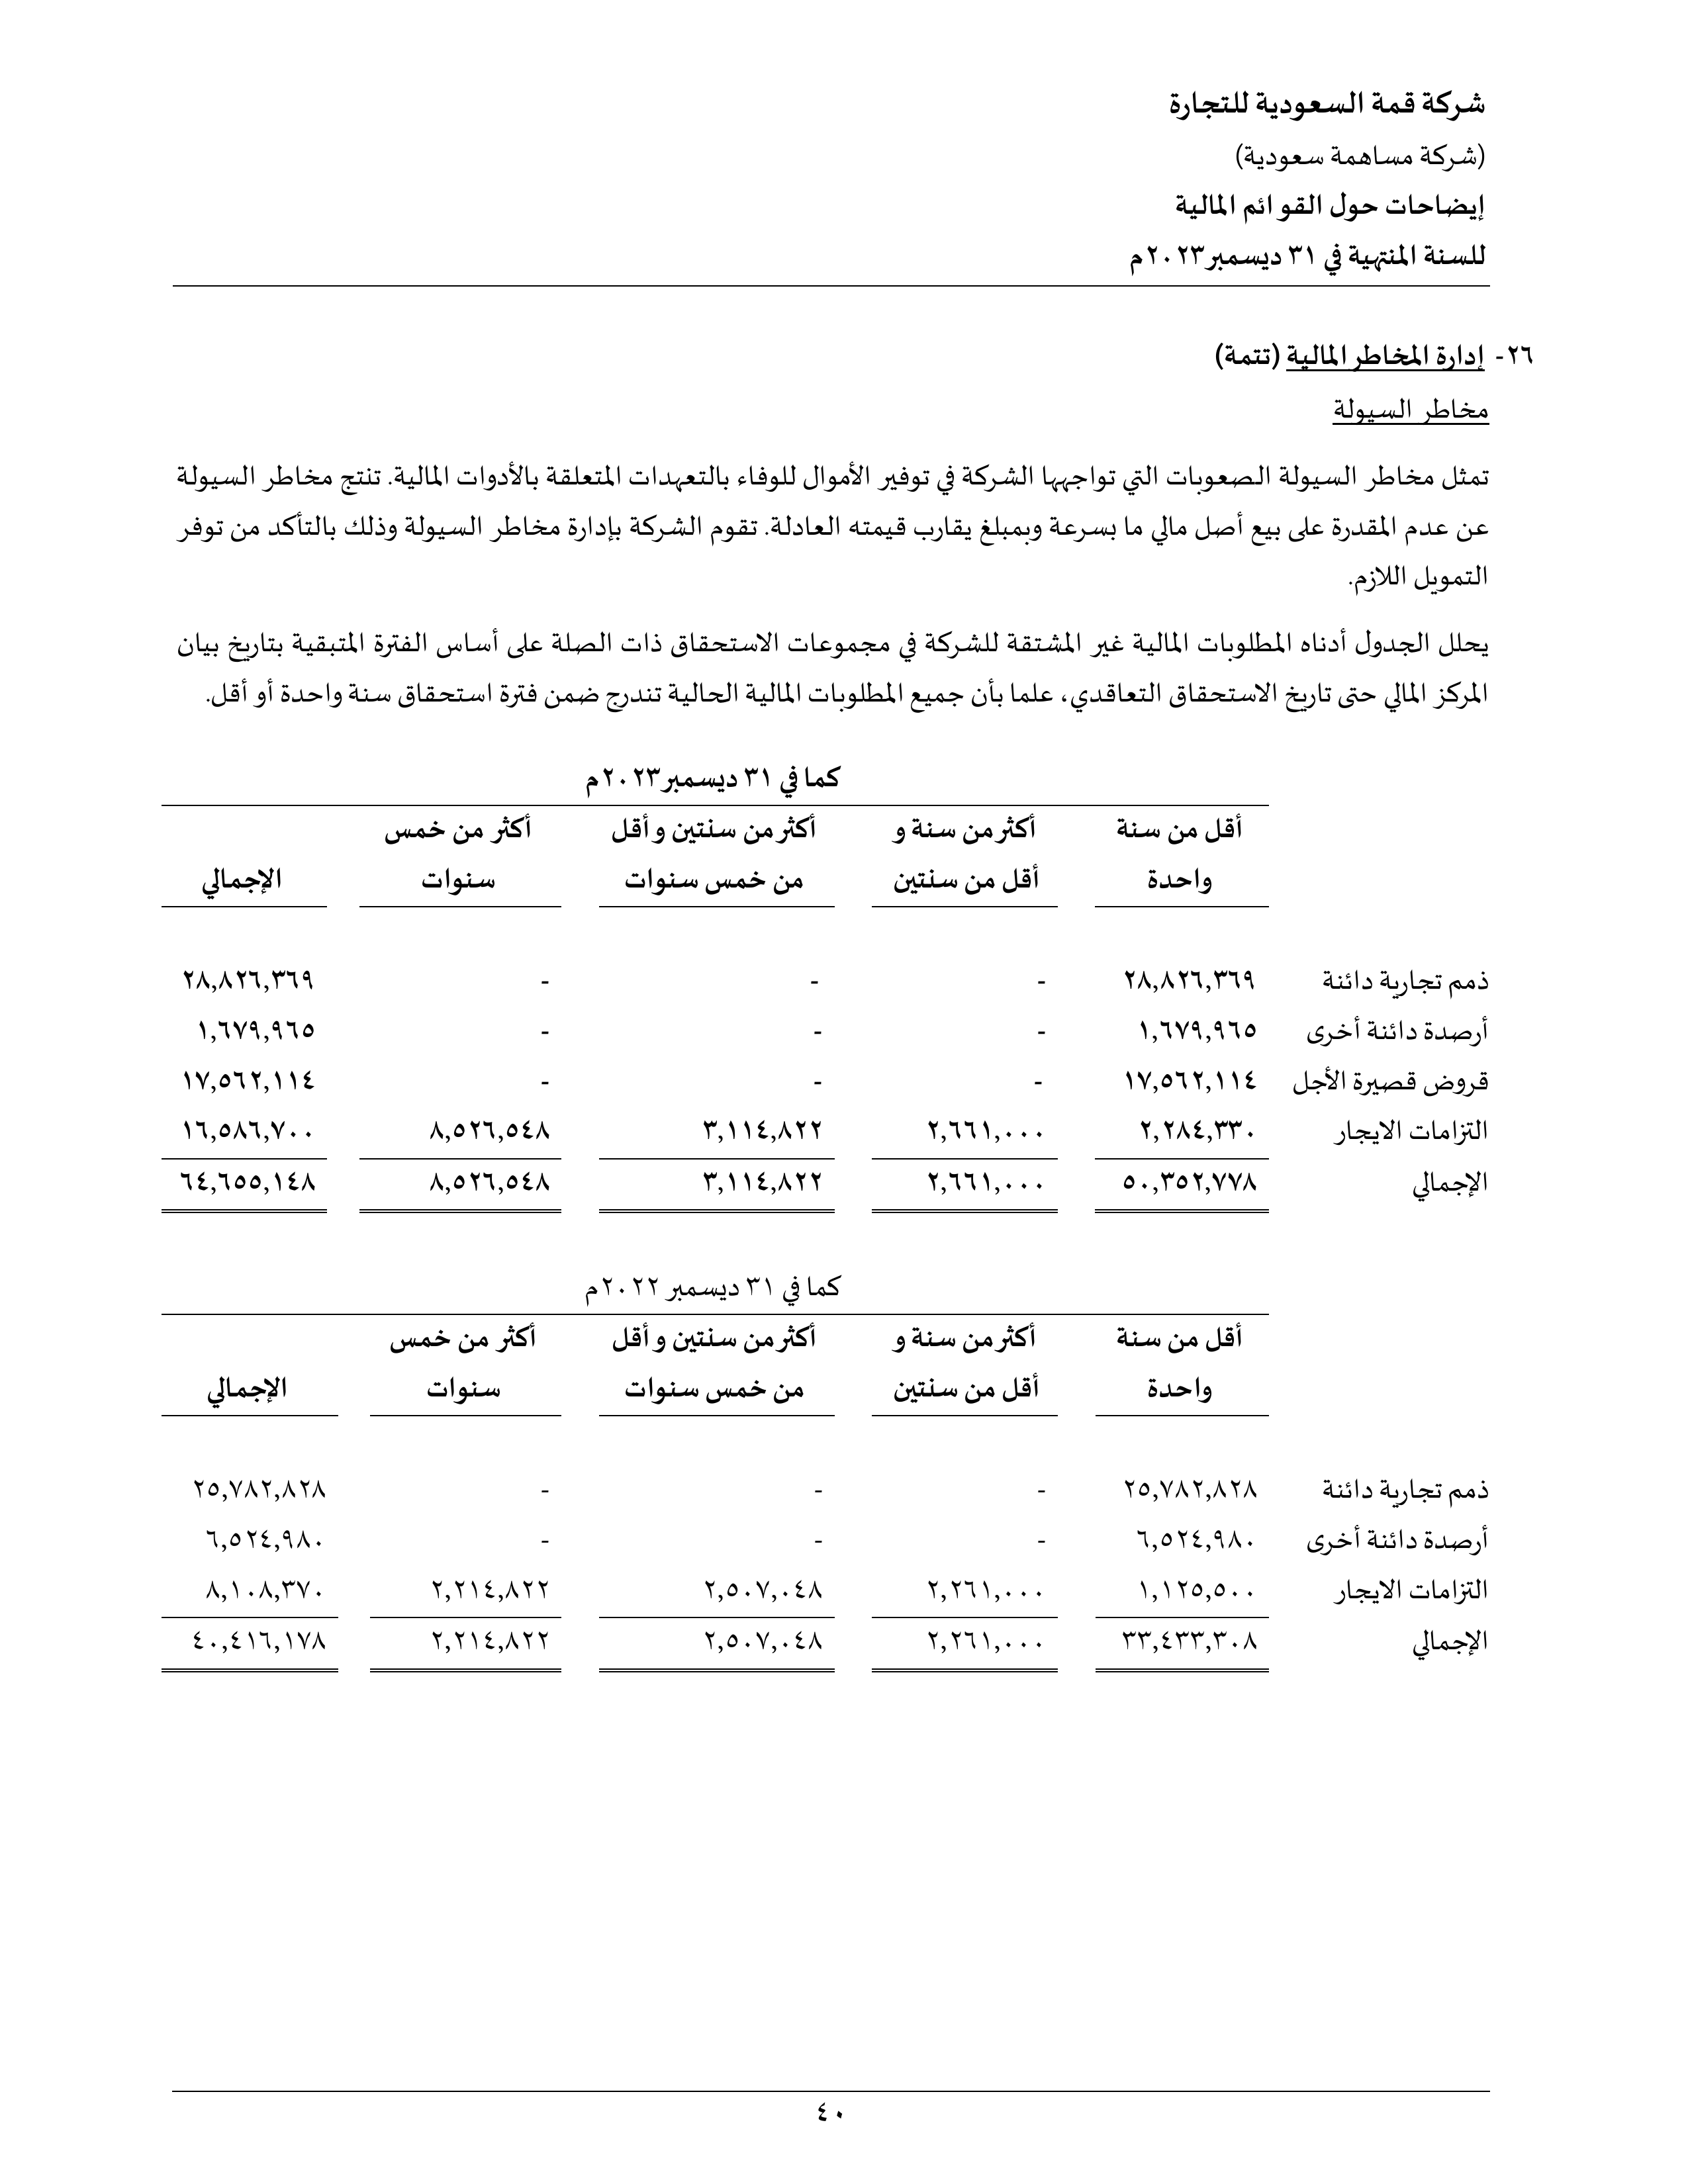 شركة قمة السعودية للتجارة
(شركة مساهمة سعودية)
إيضاحات حول القوائم المالية
للسنة المنتهية في ٣١ ديسمبر٢٠٢٣م
٢٦- إدارة المخاطر المالية (تتمة)
مخاطر السيولة
تمثل مخاطر السيولة الصعوبات التي تواجهها الشركة في توفير الأموال للوفاء بالتعهدات المتعلقة بالأدوات المالية. تنتج مخاطر السيولة
عن عدم المقدرة على بيع أصل مالي ما بسرعة وبمبلغ يقارب قيمته العادلة. تقوم الشركة بإدارة مخاطر السيولة وذلك بالتأكد من توفر
التمويل اللازم.
يحلل الجدول أدناه المطلوبات المالية غير المشتقة للشركة في مجموعات الاستحقاق ذات الصلة على أساس الفترة المتبقية بتاريخ بيان
المركز المالي حتى تاريخ الاستحقاق التعاقدي، علما بأن جميع المطلوبات المالية الحالية تندرج ضمن فترة استحقاق سنة واحدة أو أقل.
كما في ٣١ ديسمبر٢٠٢٣م
أقل من سنة أكثر من سنة و أكثر من سنتين و أقل أكثر من خمس
واحدة أقل من سنتين من خمس سنوات سنوات الإجمالي
ذمم تجارية دائنة ٢٨,٨٢٦,٣٦٩ - - - ٢٨,٨٢٦,٣٦٩
أرصدة دائنة أخرى ١,٦٧٩,٩٦٥ - - - ١,٦٧٩,٩٦٥
قروض قصيرة الأجل ١٧,٥٦٢,١١٤ - - - ١٧,٥٦٢,١١٤
التزامات الايجار ٢,٢٨٤,٣٣٠ ٢,٦٦١,٠٠٠ ٣,١١٤,٨٢٢ ٨,٥٢٦,٥٤٨ ١٦,٥٨٦,٧٠٠
الإجمالي ٥٠,٣٥٢,٧٧٨ ٢,٦٦١,٠٠٠ ٣,١١٤,٨٢٢ ٨,٥٢٦,٥٤٨ ٦٤,٦٥٥,١٤٨
كما في ٣١ ديسمبر ٢٠٢٢م
أقل من سنة أكثر من سنة و أكثر من سنتين و أقل أكثر من خمس
واحدة أقل من سنتين من خمس سنوات سنوات الإجمالي
ذمم تجارية دائنة ٢٥,٧٨٢,٨٢٨ - - - ٢٥,٧٨٢,٨٢٨
أرصدة دائنة أخرى ٦,٥٢٤,٩٨٠ - - - ٦,٥٢٤,٩٨٠
التزامات الايجار ١,١٢٥,٥٠٠ ٢,٢٦١,٠٠٠ ٢,٥٠٧,٠٤٨ ٢,٢١٤,٨٢٢ ٨,١٠٨,٣٧٠
الإجمالي ٣٣,٤٣٣,٣٠٨ ٢,٢٦١,٠٠٠ ٢,٥٠٧,٠٤٨ ٢,٢١٤,٨٢٢ ٤٠,٤١٦,١٧٨
٤٠